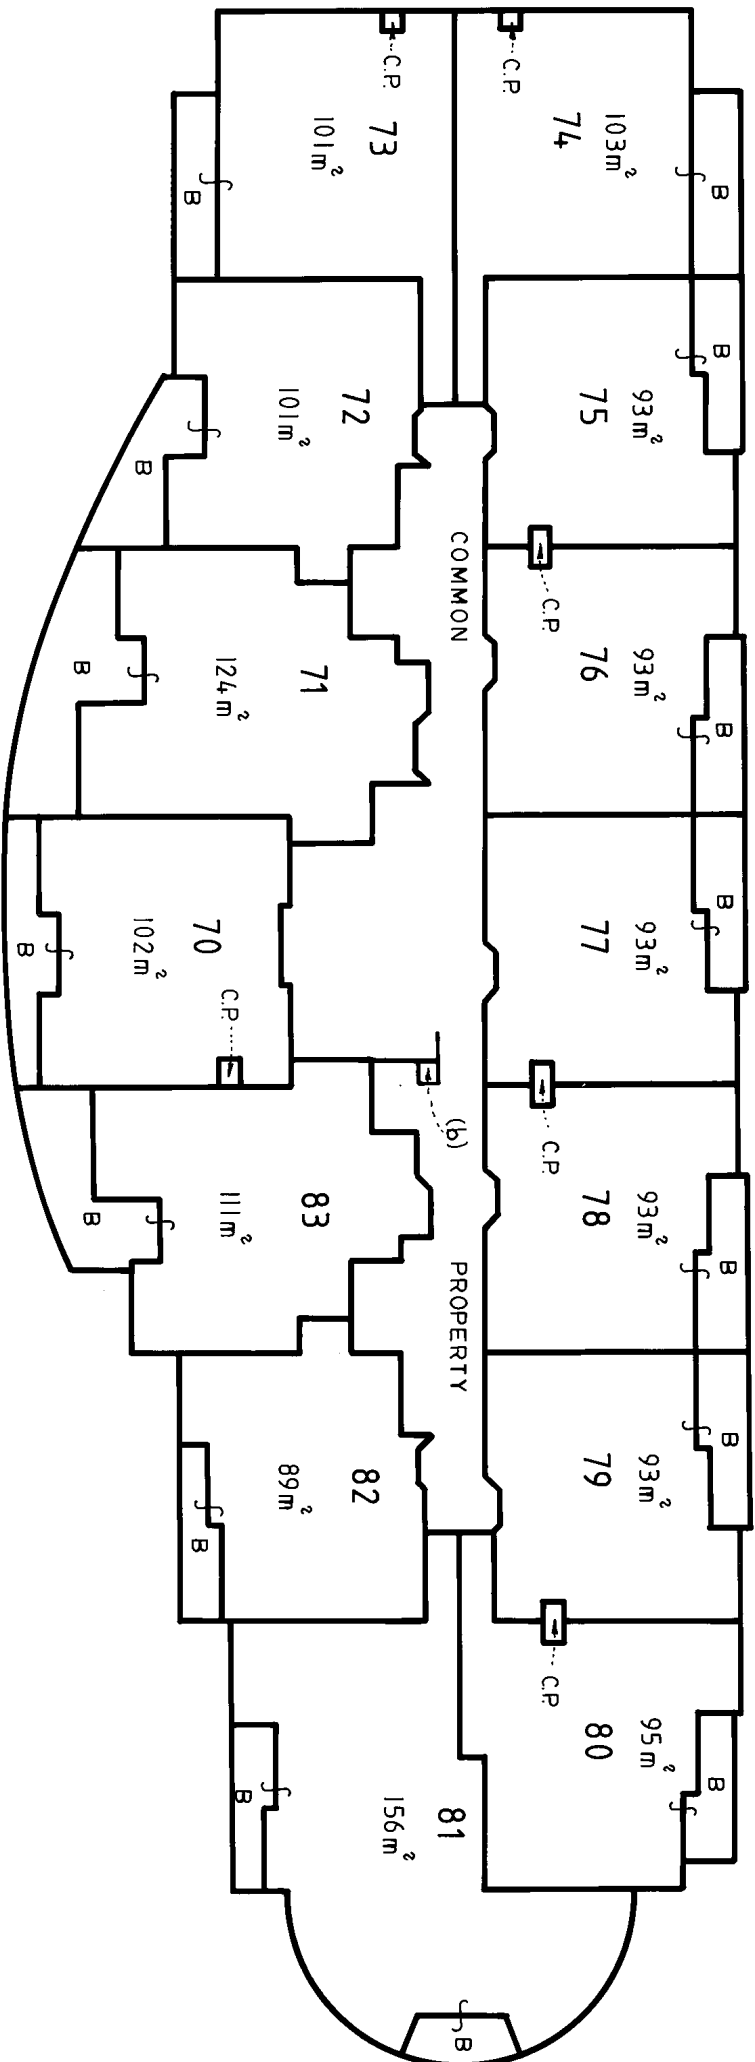 C.P.
C.P.
73
101m²
74
103m²
B
B
72
101m²
B
75
93m²
B
COMMON
C.P.
71
124m²
B
76
93m²
B
70
102m²
B
C.P.
77
93m²
B
(b)
C.P.
83
111m²
B
78
93m²
B
PROPERTY
82
89m²
B
79
93m²
B
C.P.
81
156m²
B
B
80
95m²
B